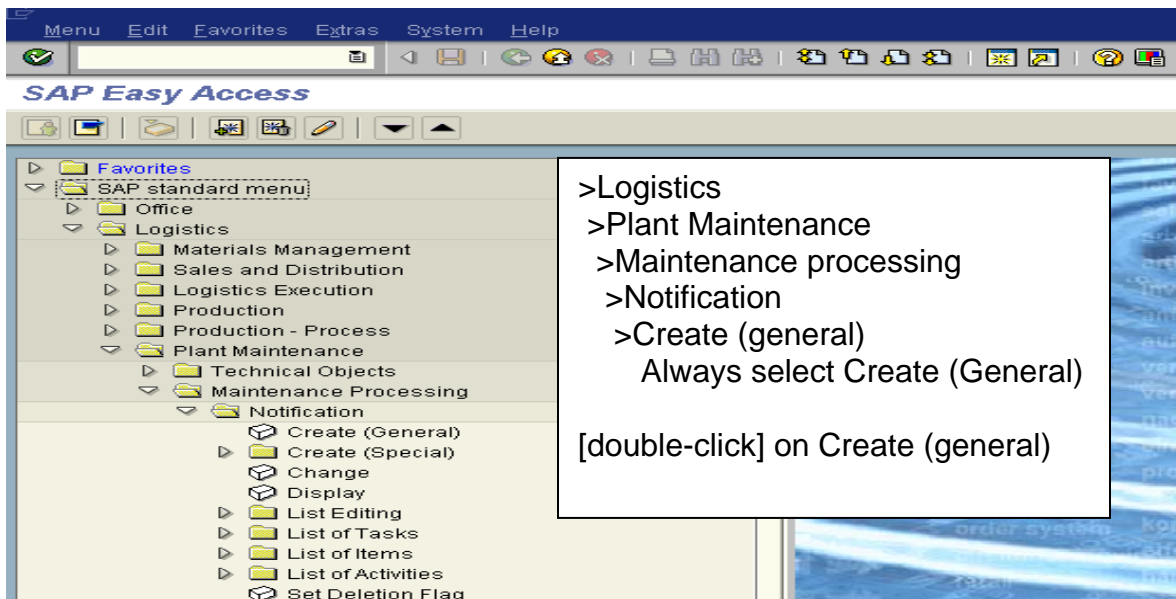 Menu Edit Favorites Extras System Help
SAP Easy Access
Favorites
SAP standard menu
Office
Logistics
Materials Management
Sales and Distribution
Logistics Execution
Production
Production - Process
Plant Maintenance
Technical Objects
Maintenance Processing
Notification
Create (General)
Create (Special)
Change
Display
List Editing
List of Tasks
List of Items
List of Activities
Set Deletion Flag
>Logistics
>Plant Maintenance
>Maintenance processing
>Notification
>Create (general)
Always select Create (General)
[double-click] on Create (general)
order system